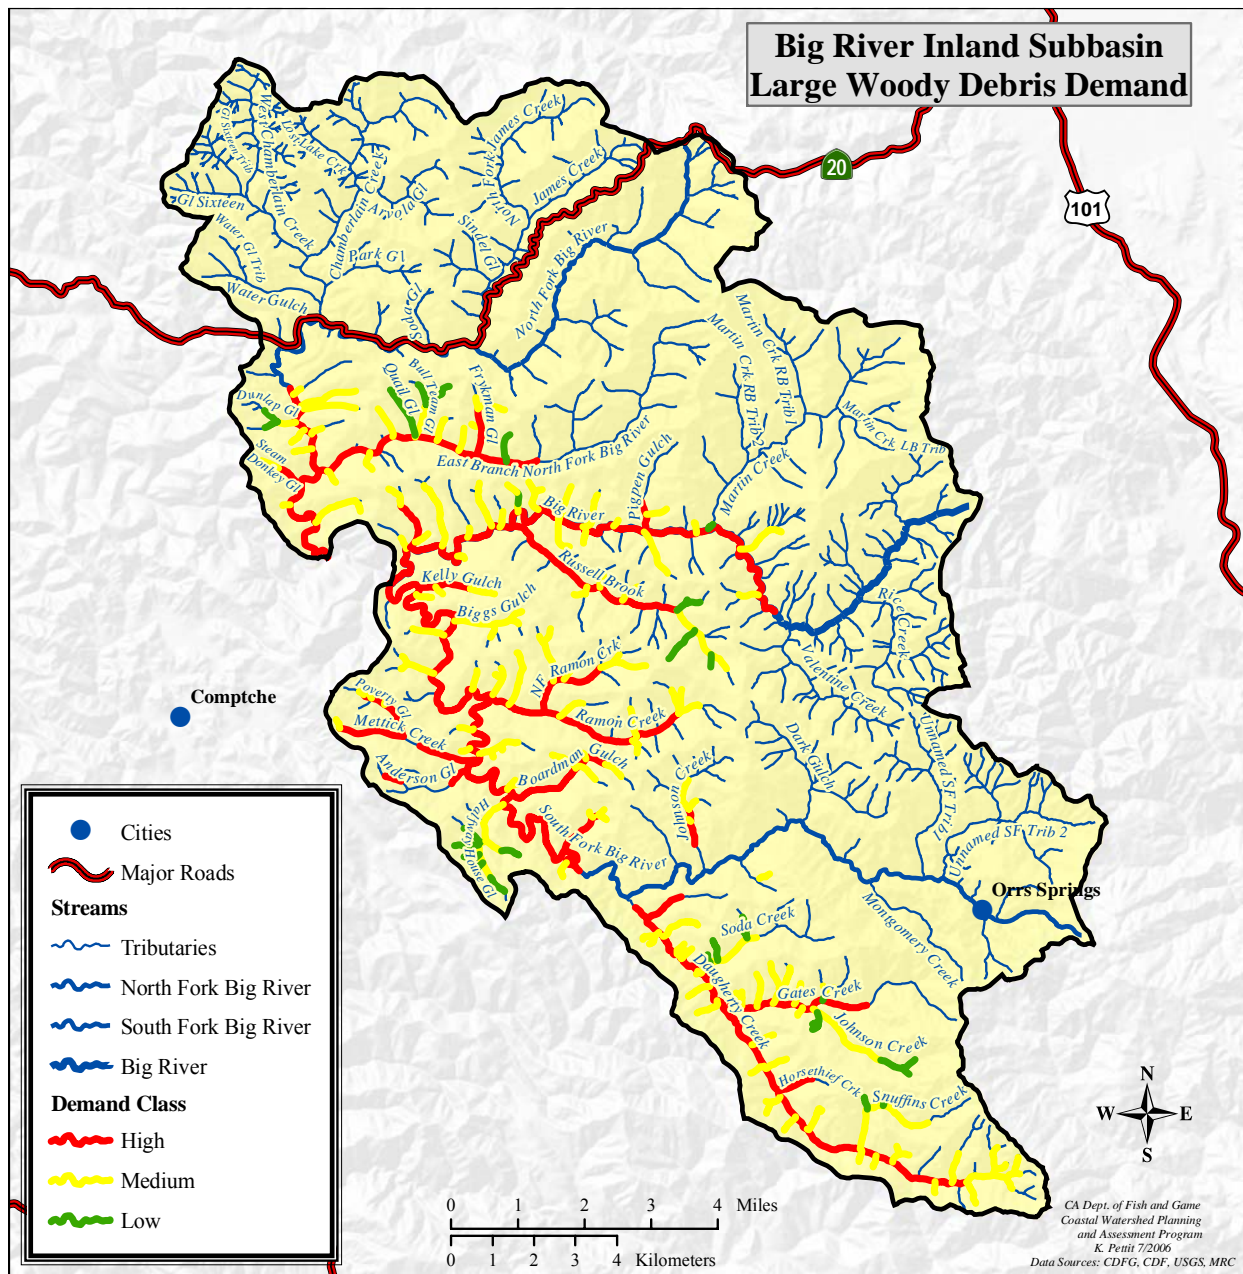 Big River Inland Subbasin
Large Woody Debris Demand
20
101
West Chamberlain Creek
Gl Sixteen Trib
Lost Lake Crk
Chamberlain Creek
Arvola Gl
North Fork James Creek
James Creek
Gl Sixteen
Water Gl Trib
Park Gl
Sindel Gl
Water Gulch
Soda Gl
North Fork Big River
Martin Crk RB Trib1
Martin Crk RB Trib 2
Martin Crk LB Trib
Dunlap Gl
Quail Gl
Bull Team Gl
Frykman Gl
Steam
Donkey Gl
East Branch North Fork Big River
Pigpen Gulch
Martin Creek
Big River
Russell Brook
Kelly Gulch
Biggs Gulch
Rice Creek
NF Ramon Crk
Valentine Creek
Comptche
Poverty Gl
Mettick Creek
Ramon Creek
Unnamed SF Trib1
Dark Gulch
Anderson Gl
Boardman Gulch
Johnson Creek
Halfway House Gl
South Fork Big River
Unnamed SF Trib 2
Orrs Springs
Montgomery Creek
Soda Creek
Daugherty Creek
Gates Creek
Johnson Creek
Horsethief Crk
Snuffins Creek
Cities
Major Roads
Streams
Tributaries
North Fork Big River
South Fork Big River
Big River
Demand Class
High
Medium
Low
N
W E
S
0 1 2 3 4 Miles
0 1 2 3 4 Kilometers
CA Dept. of Fish and Game
Coastal Watershed Planning
and Assessment Program
K. Pettit 7/2006
Data Sources: CDFG, CDF, USGS, MRC